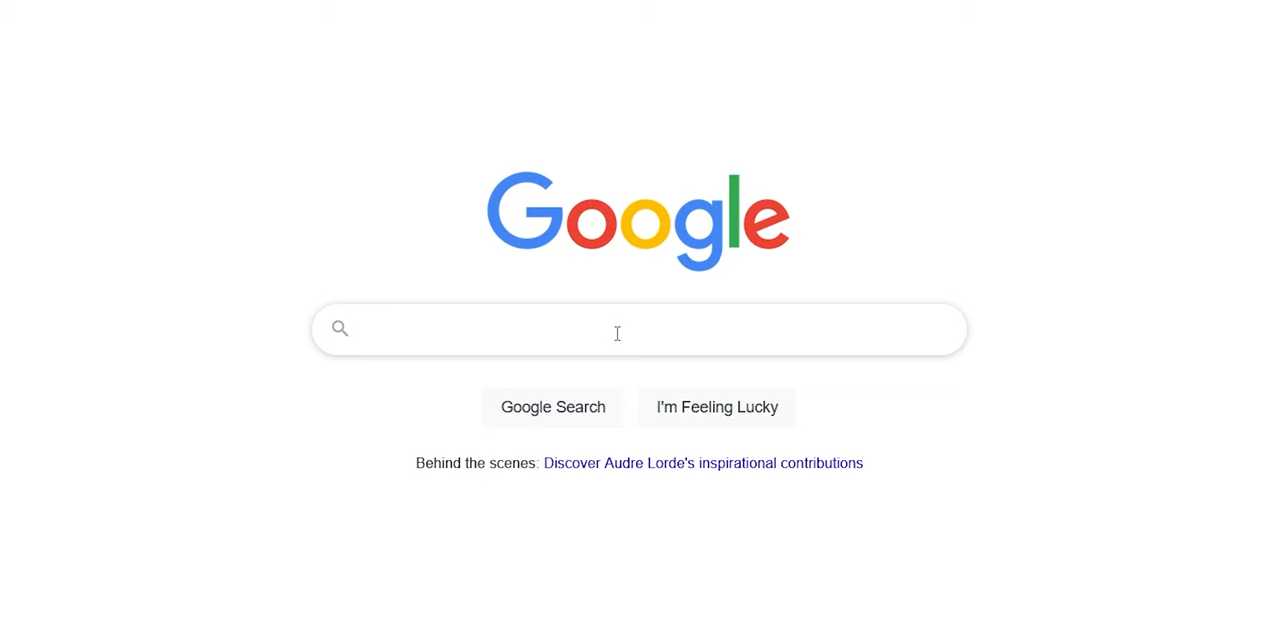 Google
Google Search
I'm Feeling Lucky
Behind the scenes: Discover Audre Lorde's inspirational contributions